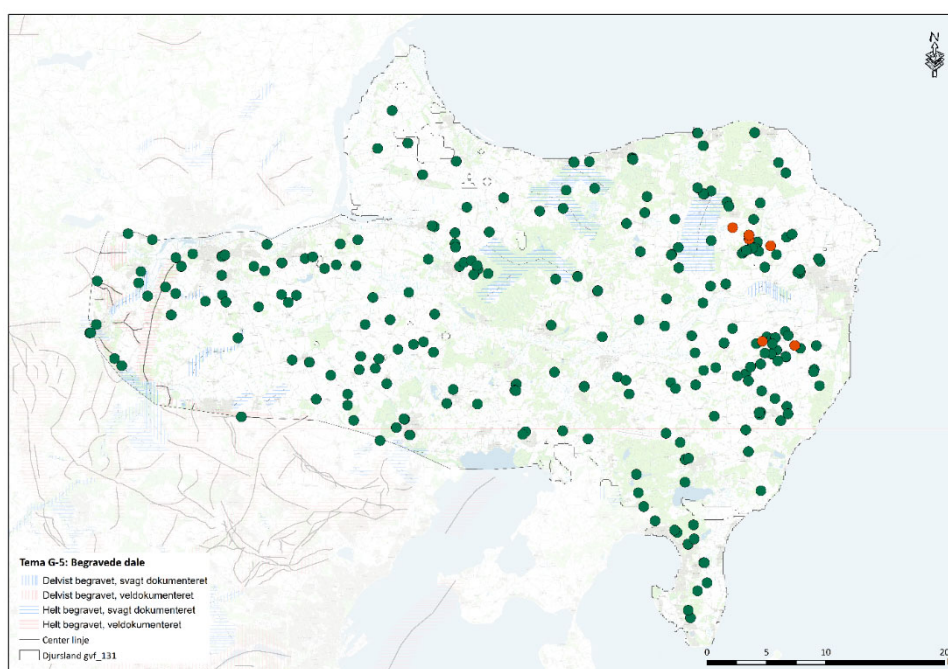 N
Tema G-5: Begravede dale
Delvist begravet, svagt dokumenteret
Delvist begravet, veldokumenteret
Helt begravet, svagt dokumenteret
Helt begravet, veldokumenteret
Center linje
Djursland gvf_131
0 10 20